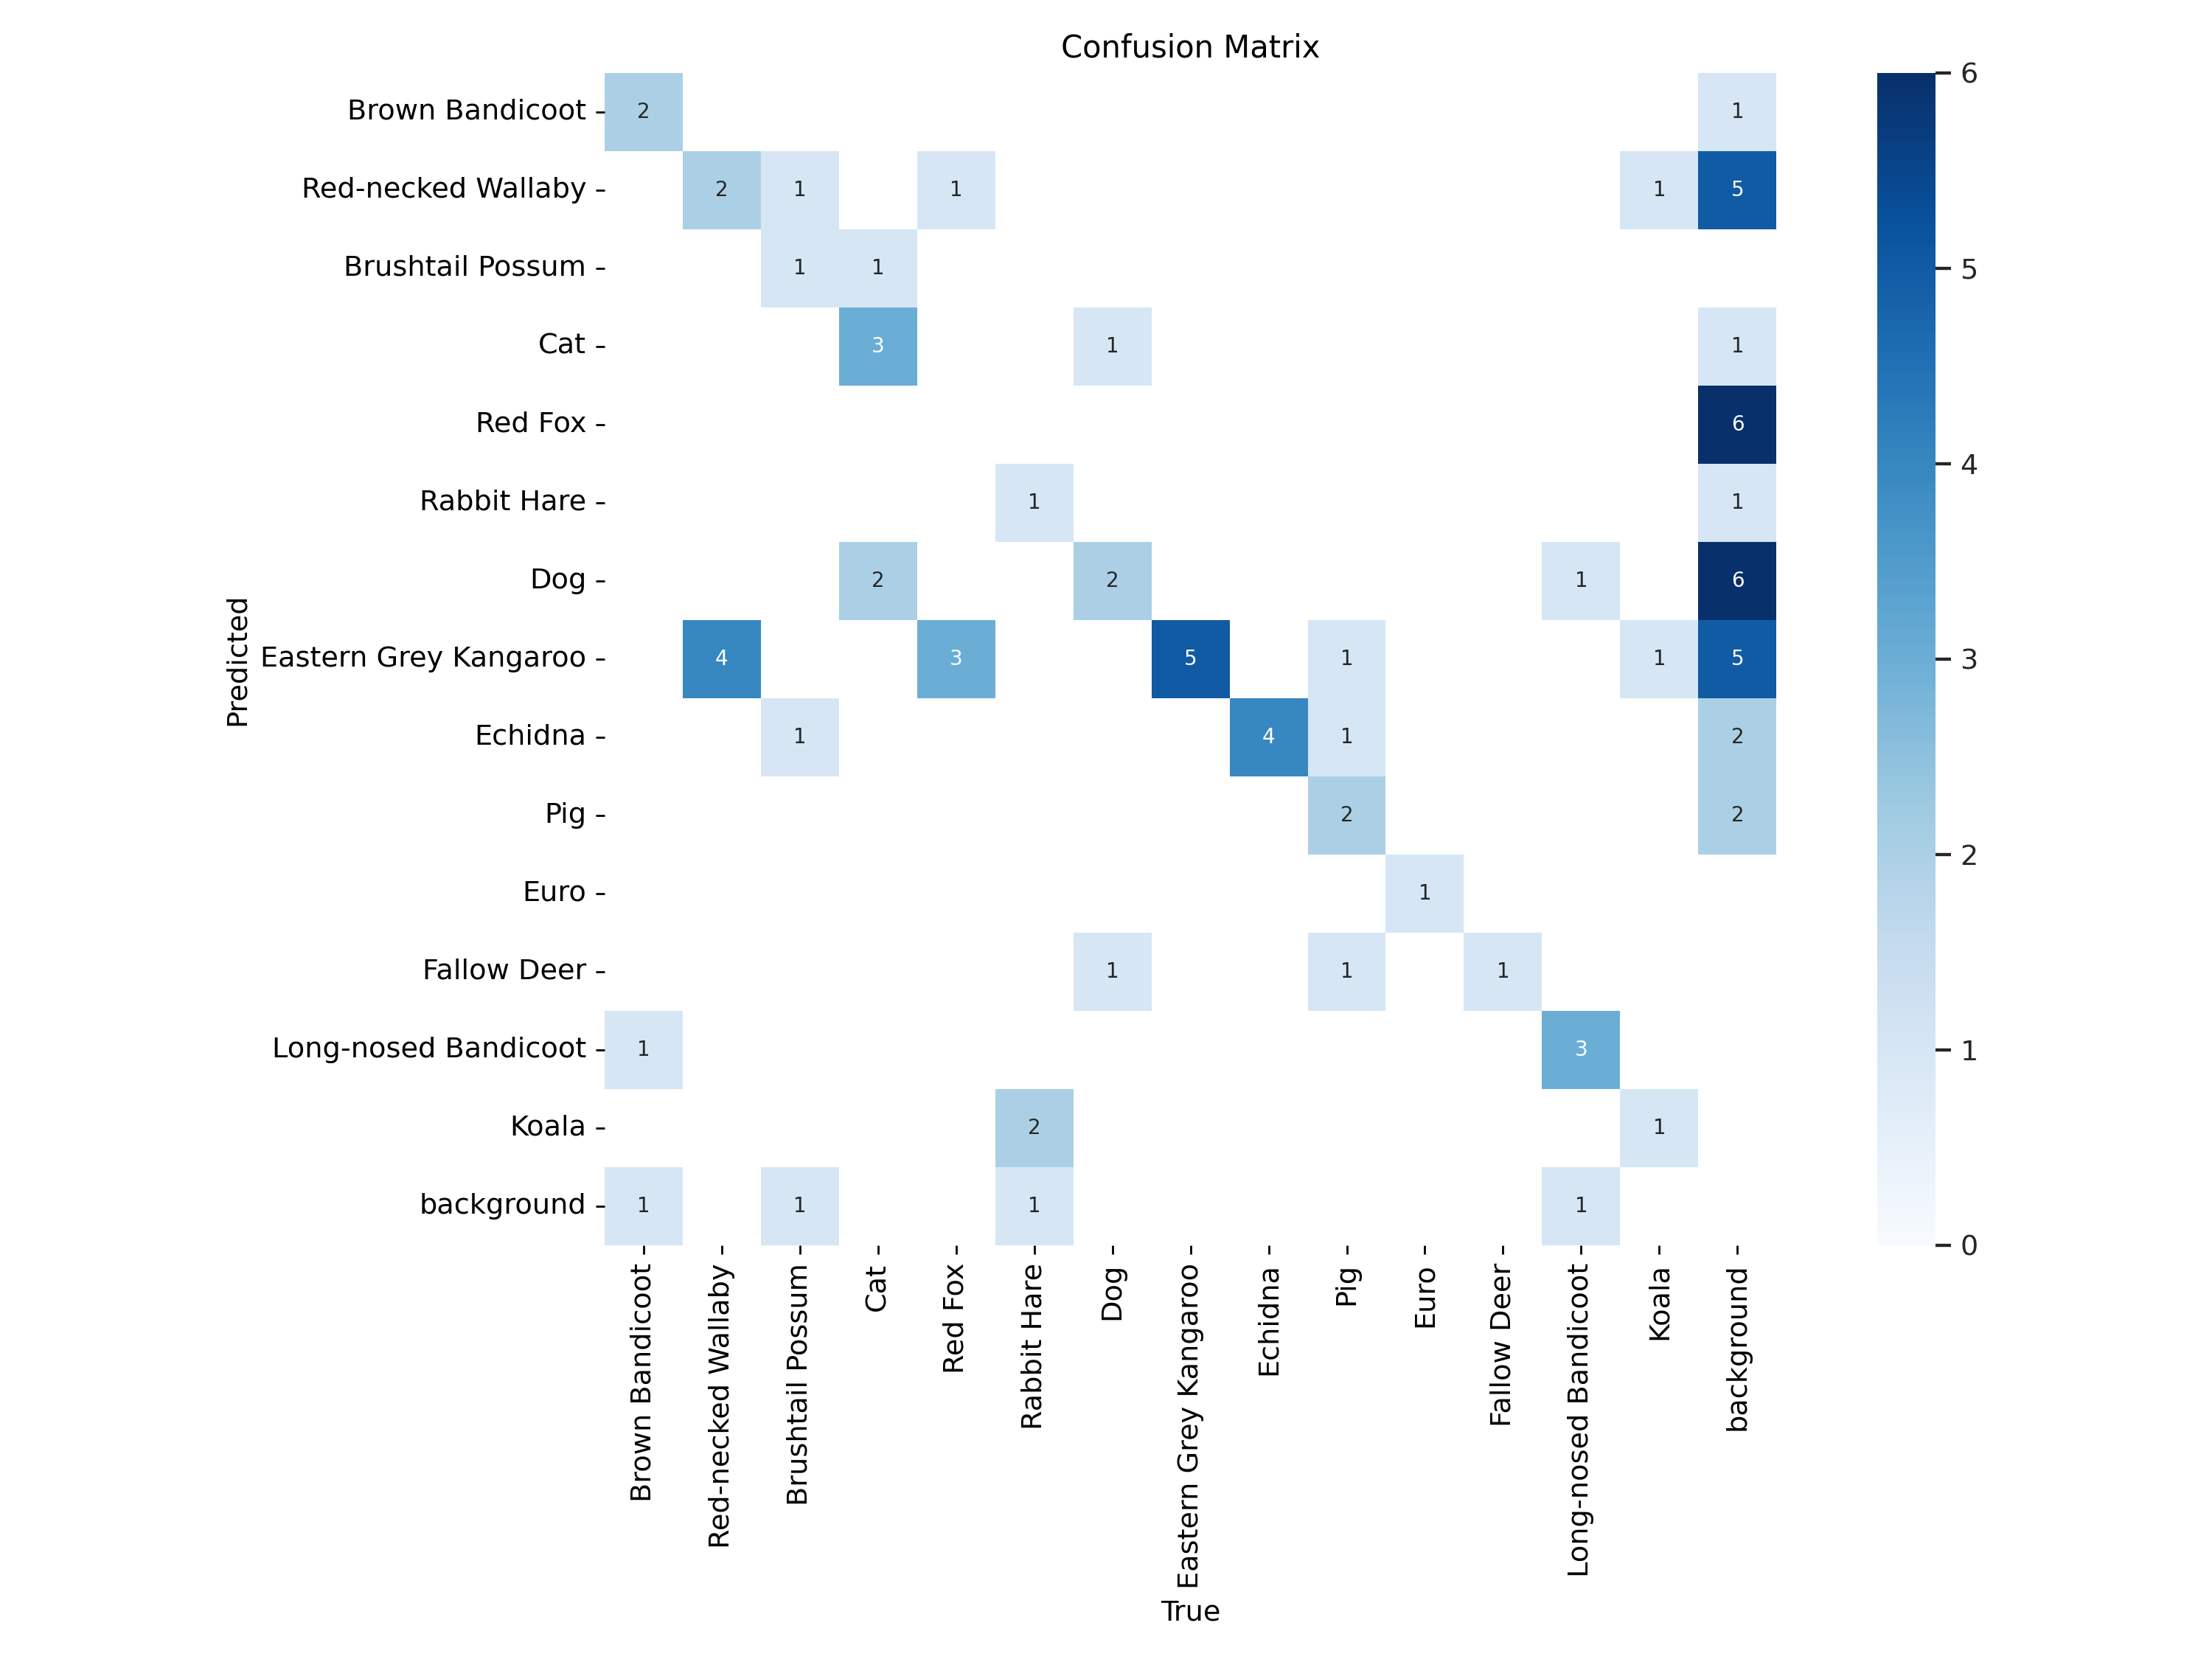 Confusion Matrix
Brown Bandicoot 2 1 6
Red-necked Wallaby 2 1 1 1 5
Brushtail Possum 1 1 5
Cat 3 1 1
Red Fox 6
Rabbit Hare 1 1 4
Dog 2 2 1 6
Predicted
Eastern Grey Kangaroo 4 3 5 1 1 5 3
Echidna 1 4 1 2
Pig 2 2 2
Euro 1
Fallow Deer 1 1 1
Long-nosed Bandicoot 1 3 1
Koala 2 1
background 1 1 1 1 0
Brown Bandicoot
Red-necked Wallaby
Brushtail Possum
Cat
Red Fox
Rabbit Hare
Dog
Eastern Grey Kangaroo
Echidna
Pig
Euro
Fallow Deer
Long-nosed Bandicoot
Koala
background
True